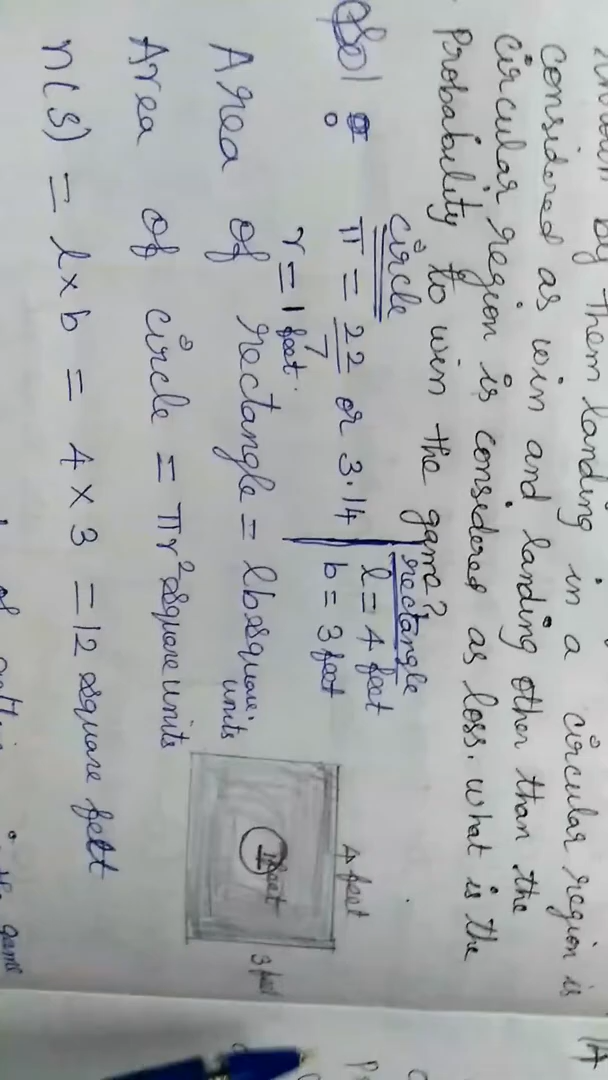 by them landing in a circular region is
considered as win and landing other than the
circular region is considered as loss. What is the
Probability to win the game?
Sol:
circle
π = 22/7 or 3.14
r = 1 feet.
rectangle
l = 4 feet
b = 3 feet
Area of rectangle = lb square units
Area of circle = πr² square units
4 feet
1 feet
3 feet
n(S) = l × b = 4 × 3 = 12 square feet
the game